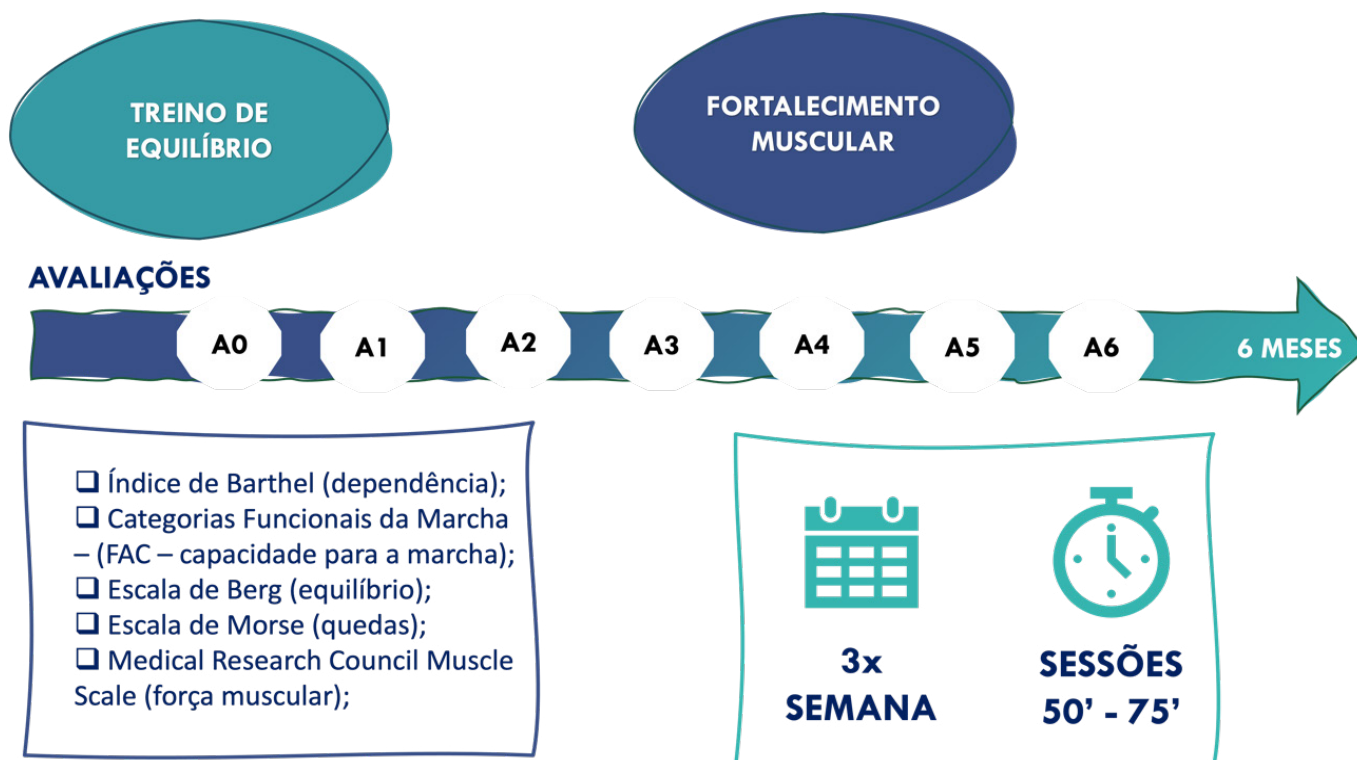 TREINO DE
EQUILÍBRIO
FORTALECIMENTO
MUSCULAR
AVALIAÇÕES
A0
A1
A2
A3
A4
A5
A6
6 MESES
❑ Índice de Barthel (dependência);
❑ Categorias Funcionais da Marcha
– (FAC – capacidade para a marcha);
❑ Escala de Berg (equilíbrio);
❑ Escala de Morse (quedas);
❑ Medical Research Council Muscle
Scale (força muscular);
3x
SEMANA
SESSÕES
50’ - 75’